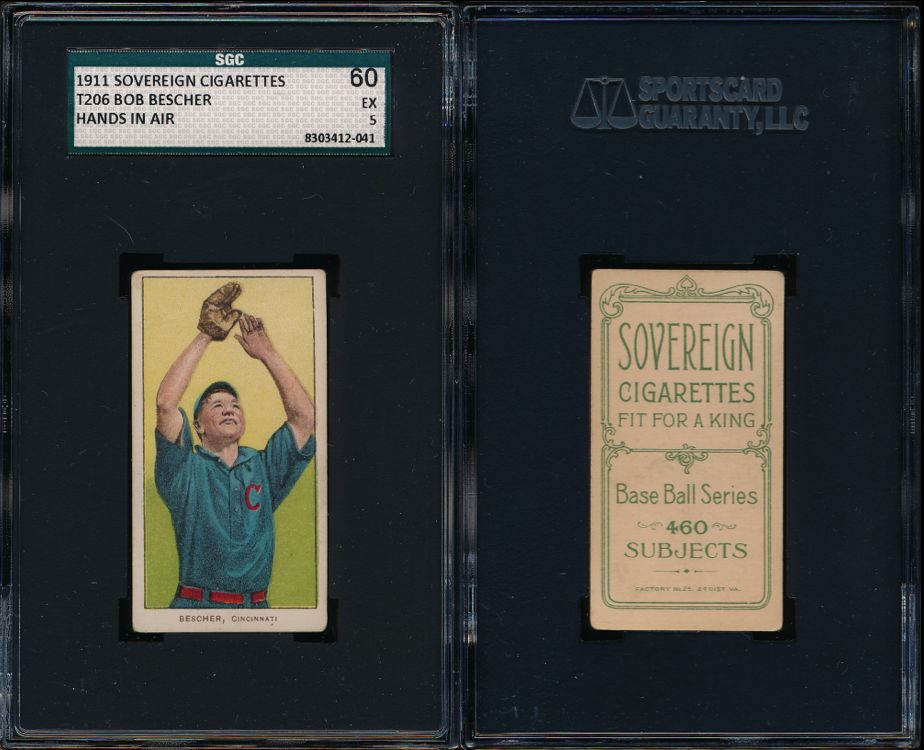 SGC
1911 SOVEREIGN CIGARETTES
60
T206 BOB BESCHER
EX
HANDS IN AIR
5
8303412-041
C
BESCHER, CINCINNATI
SPORTSCARD
GUARANTY, LLC
SOVEREIGN
CIGARETTES
FIT FOR A KING
Base Ball Series
460
SUBJECTS
FACTORY NO. 25. 2ND DIST. VA.